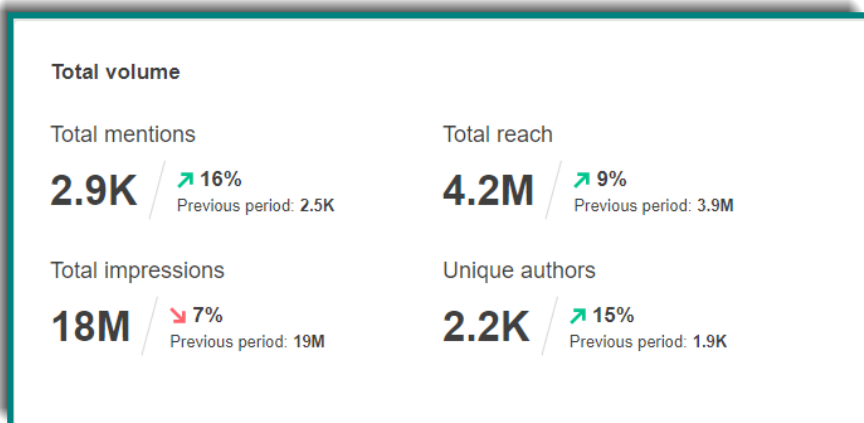 Total volume
Total mentions
2.9K
16%
Previous period: 2.5K
Total reach
4.2M
9%
Previous period: 3.9M
Total impressions
18M
7%
Previous period: 19M
Unique authors
2.2K
15%
Previous period: 1.9K